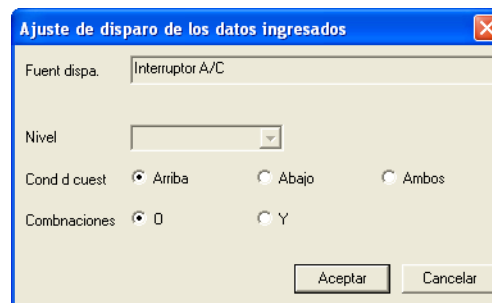 Ajuste de disparo de los datos ingresados
Fuent dispa. Interruptor A/C
Nivel
Cond d cuest Arriba Abajo Ambos
Combnaciones O Y
Aceptar Cancelar